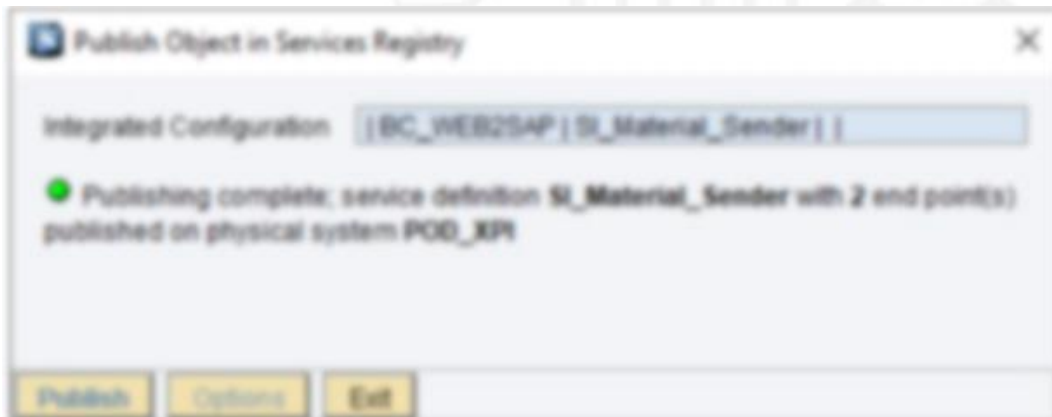 Publish Object in Services Registry
Integrated Configuration | BC_WEB2SAP | SI_Material_Sender | |
Publishing complete; service definition SI_Material_Sender with 2 end point(s)
published on physical system POD_XPI
Publish Options Exit